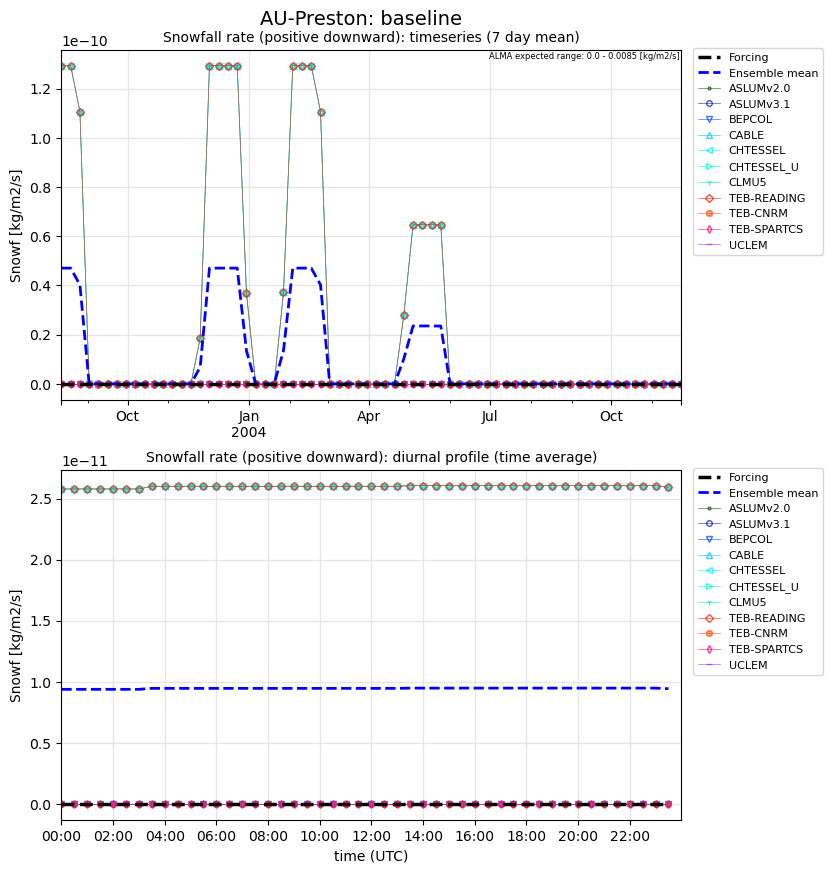 AU-Preston: baseline
Snowfall rate (positive downward): timeseries (7 day mean)
1e−10
ALMA expected range: 0.0 - 0.0085 [kg/m2/s]
Snowf [kg/m2/s]
1.2
1.0
0.8
0.6
0.4
0.2
0.0
Oct
Jan
2004
Apr
Jul
Oct
Forcing
Ensemble mean
ASLUMv2.0
ASLUMv3.1
BEPCOL
CABLE
CHTESSEL
CHTESSEL_U
CLMU5
TEB-READING
TEB-CNRM
TEB-SPARTCS
UCLEM
Snowfall rate (positive downward): diurnal profile (time average)
1e−11
Snowf [kg/m2/s]
2.5
2.0
1.5
1.0
0.5
0.0
00:00
02:00
04:00
06:00
08:00
10:00
12:00
14:00
16:00
18:00
20:00
22:00
time (UTC)
Forcing
Ensemble mean
ASLUMv2.0
ASLUMv3.1
BEPCOL
CABLE
CHTESSEL
CHTESSEL_U
CLMU5
TEB-READING
TEB-CNRM
TEB-SPARTCS
UCLEM